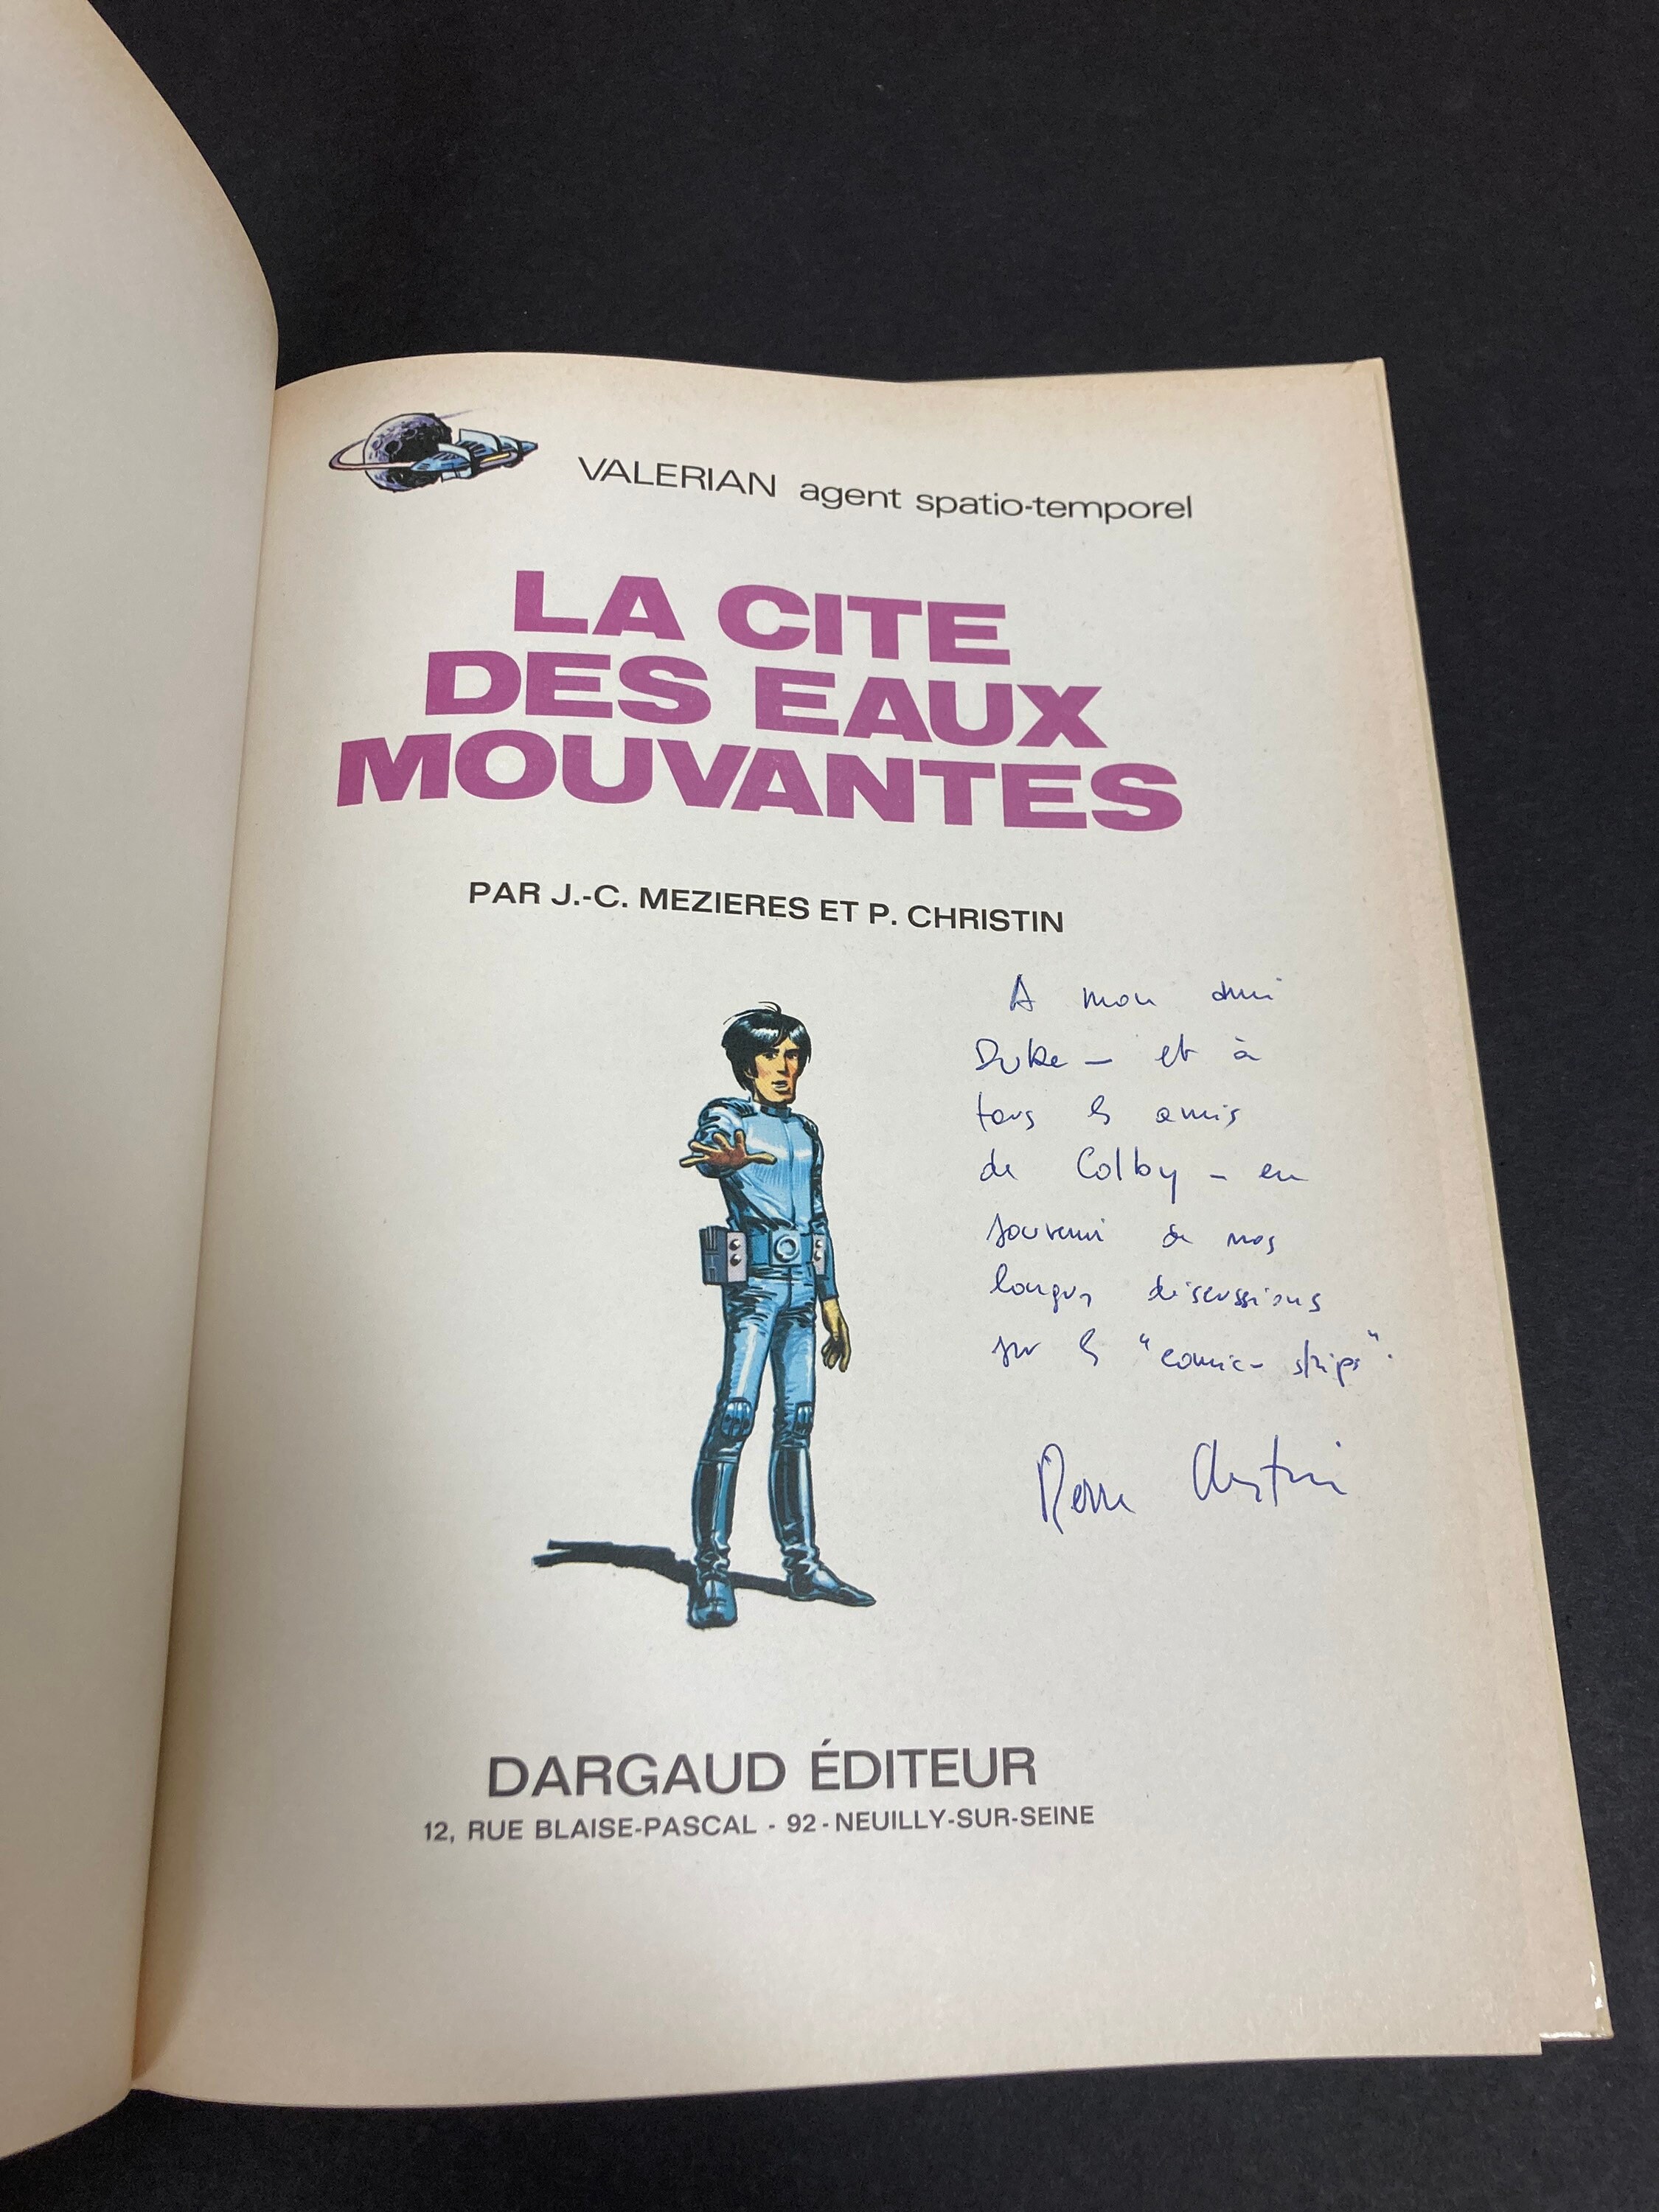 VALERIAN agent spatio-temporel
LA CITE
DES EAUX
MOUVANTES
PAR J.-C. MEZIERES ET P. CHRISTIN
A mon ami
Duke - et à
tous les amis
de Colby - en
souvenir de nos
longues discussions
sur les "comic-strips".
Pierre Christin
DARGAUD ÉDITEUR
12, RUE BLAISE-PASCAL - 92 - NEUILLY-SUR-SEINE